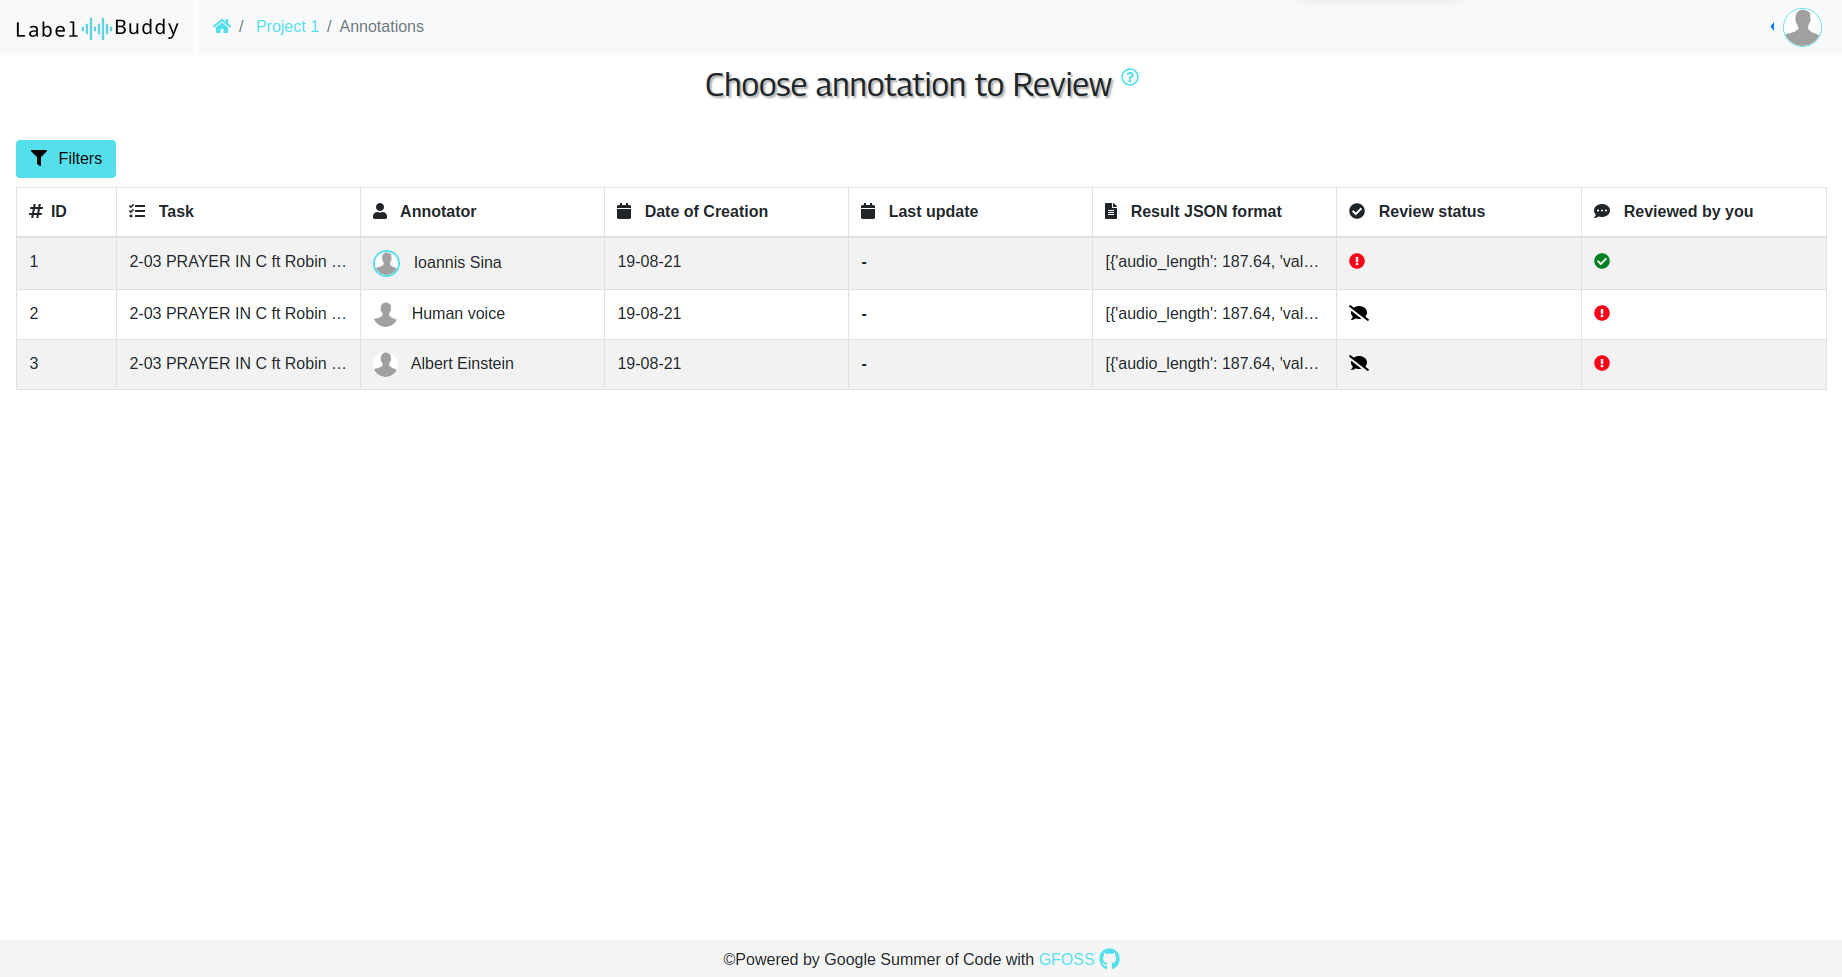 Label Buddy / Project 1 / Annotations
Choose annotation to Review
Filters
ID Task Annotator Date of Creation Last update Result JSON format Review status Reviewed by you
1 2-03 PRAYER IN C ft Robin ... Ioannis Sina 19-08-21 - [{'audio_length': 187.64, 'val...
2 2-03 PRAYER IN C ft Robin ... Human voice 19-08-21 - [{'audio_length': 187.64, 'val...
3 2-03 PRAYER IN C ft Robin ... Albert Einstein 19-08-21 - [{'audio_length': 187.64, 'val...
©Powered by Google Summer of Code with GFOSS